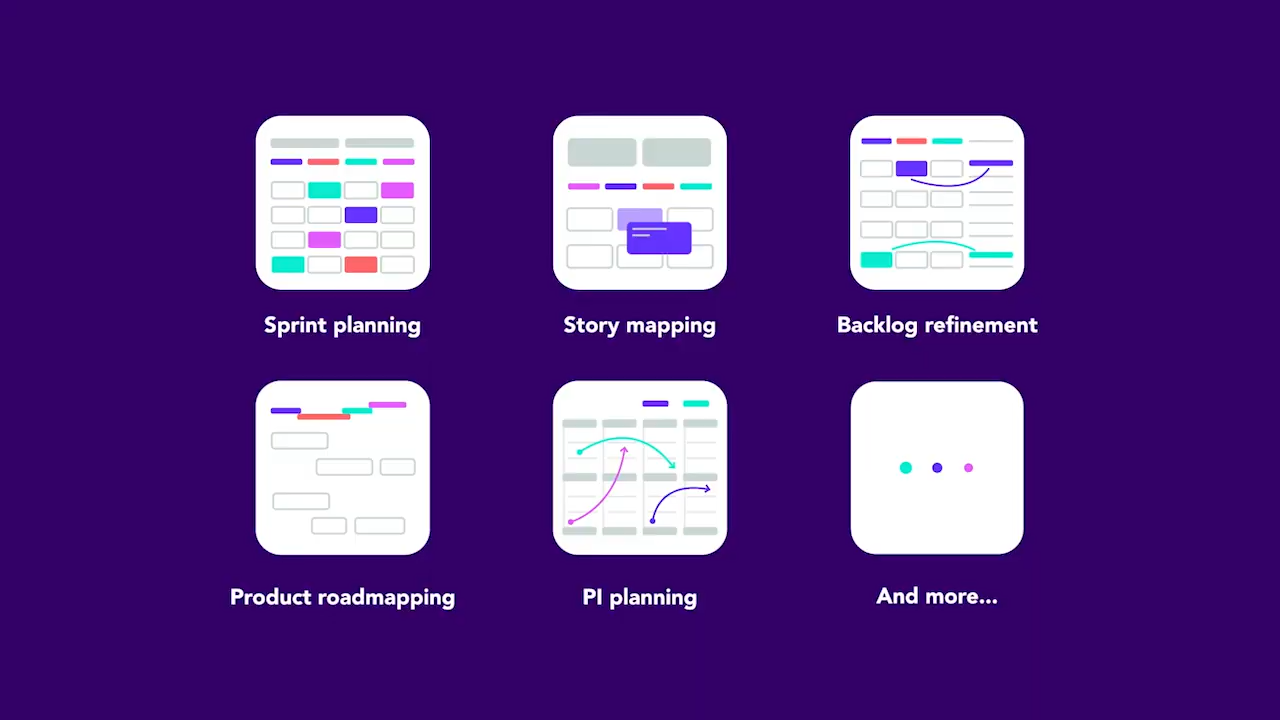 Sprint planning
Story mapping
Backlog refinement
Product roadmapping
PI planning
And more...